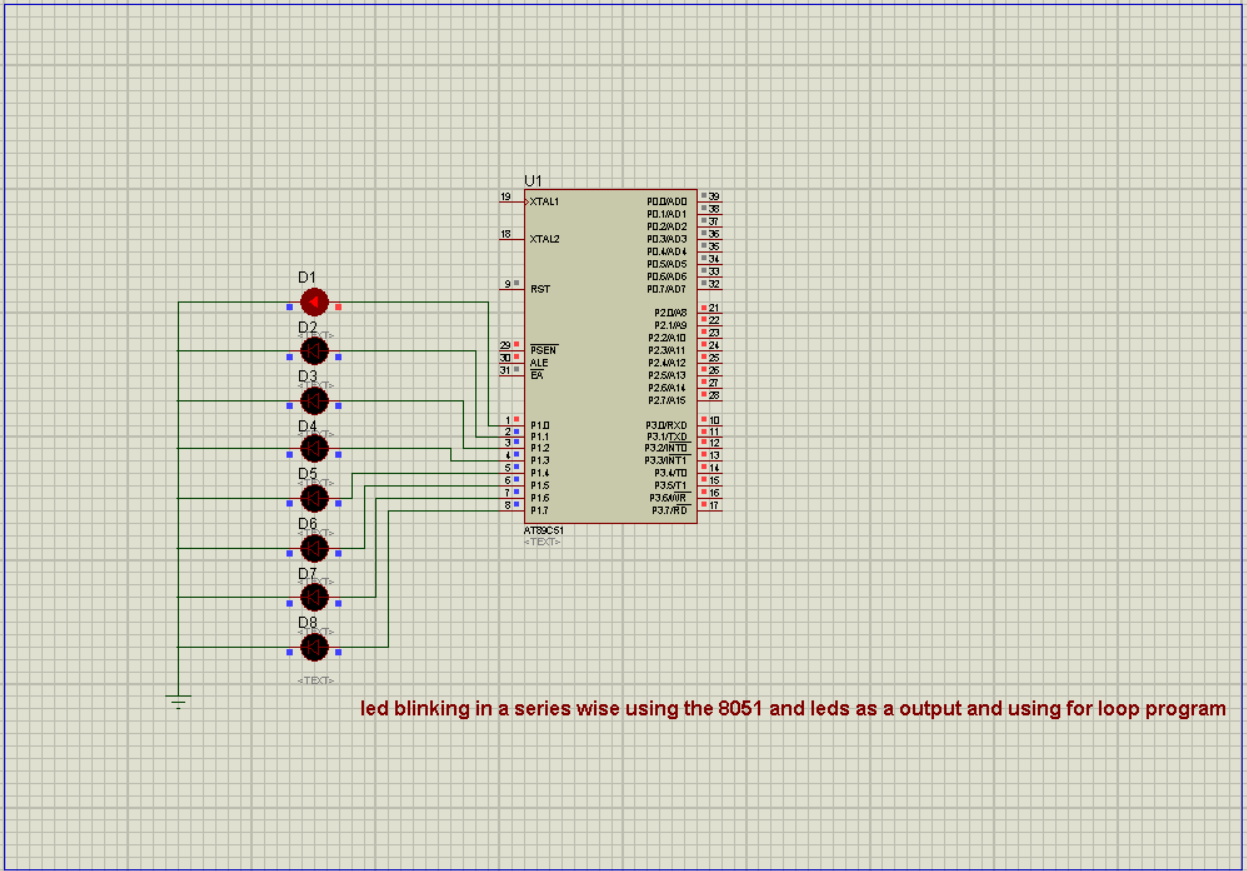 U1
19 XTAL1
18 XTAL2
9 RST
29 PSEN
30 ALE
31 EA
1 P1.0
2 P1.1
3 P1.2
4 P1.3
5 P1.4
6 P1.5
7 P1.6
8 P1.7
P0.0/AD0 39
P0.1/AD1 38
P0.2/AD2 37
P0.3/AD3 36
P0.4/AD4 35
P0.5/AD5 34
P0.6/AD6 33
P0.7/AD7 32
P2.0/A8 21
P2.1/A9 22
P2.2/A10 23
P2.3/A11 24
P2.4/A12 25
P2.5/A13 26
P2.6/A14 27
P2.7/A15 28
P3.0/RXD 10
P3.1/TXD 11
P3.2/INT0 12
P3.3/INT1 13
P3.4/T0 14
P3.5/T1 15
P3.6/WR 16
P3.7/RD 17
AT89C51
<TEXT>
D1
<TEXT>
D2
<TEXT>
D3
<TEXT>
D4
<TEXT>
D5
<TEXT>
D6
<TEXT>
D7
<TEXT>
D8
<TEXT>
led blinking in a series wise using the 8051 and leds as a output and using for loop program